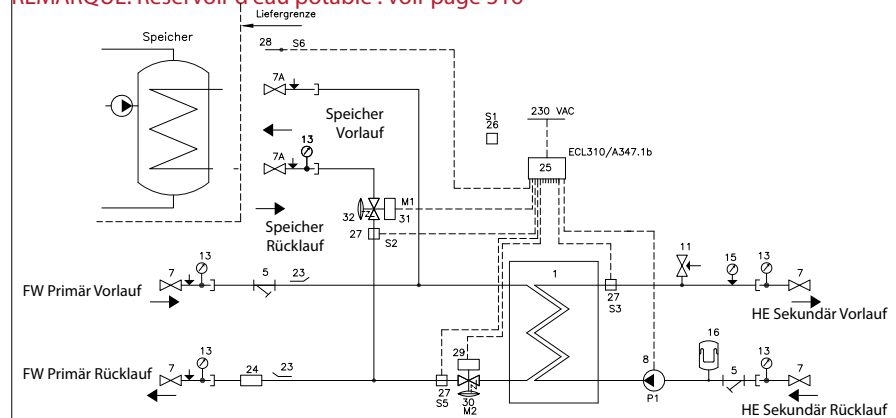 REMARQUE: Réservoir d'eau potable : voir page 316
Liefergrenze
Speicher
28 S6
7A
Speicher
Vorlauf
S1
26
230 VAC
ECL310/A347.1b
25
13
7A
M1
32
31
Speicher
Rücklauf
27
S2
7
13
5
23
1
27
S3
11
15
13
7
FW Primär Vorlauf
HE Sekundär Vorlauf
FW Primär Rücklauf
7
13
24
23
29
27
S5
30
M2
8
P1
16
5
13
7
HE Sekundär Rücklauf